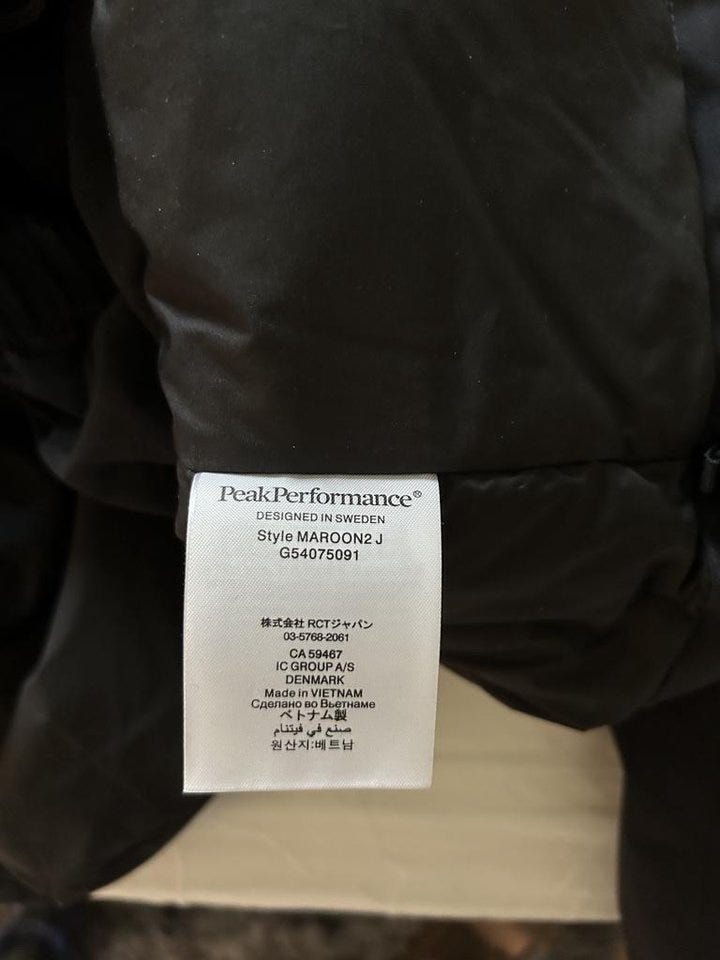 PeakPerformance®
DESIGNED IN SWEDEN
Style MAROON2 J
G54075091
株式会社 RCTジャパン
03-5768-2061
CA 59467
IC GROUP A/S
DENMARK
Made in VIETNAM
Сделано во Вьетнаме
ベトナム製
صنع في فيتنام
원산지:베트남